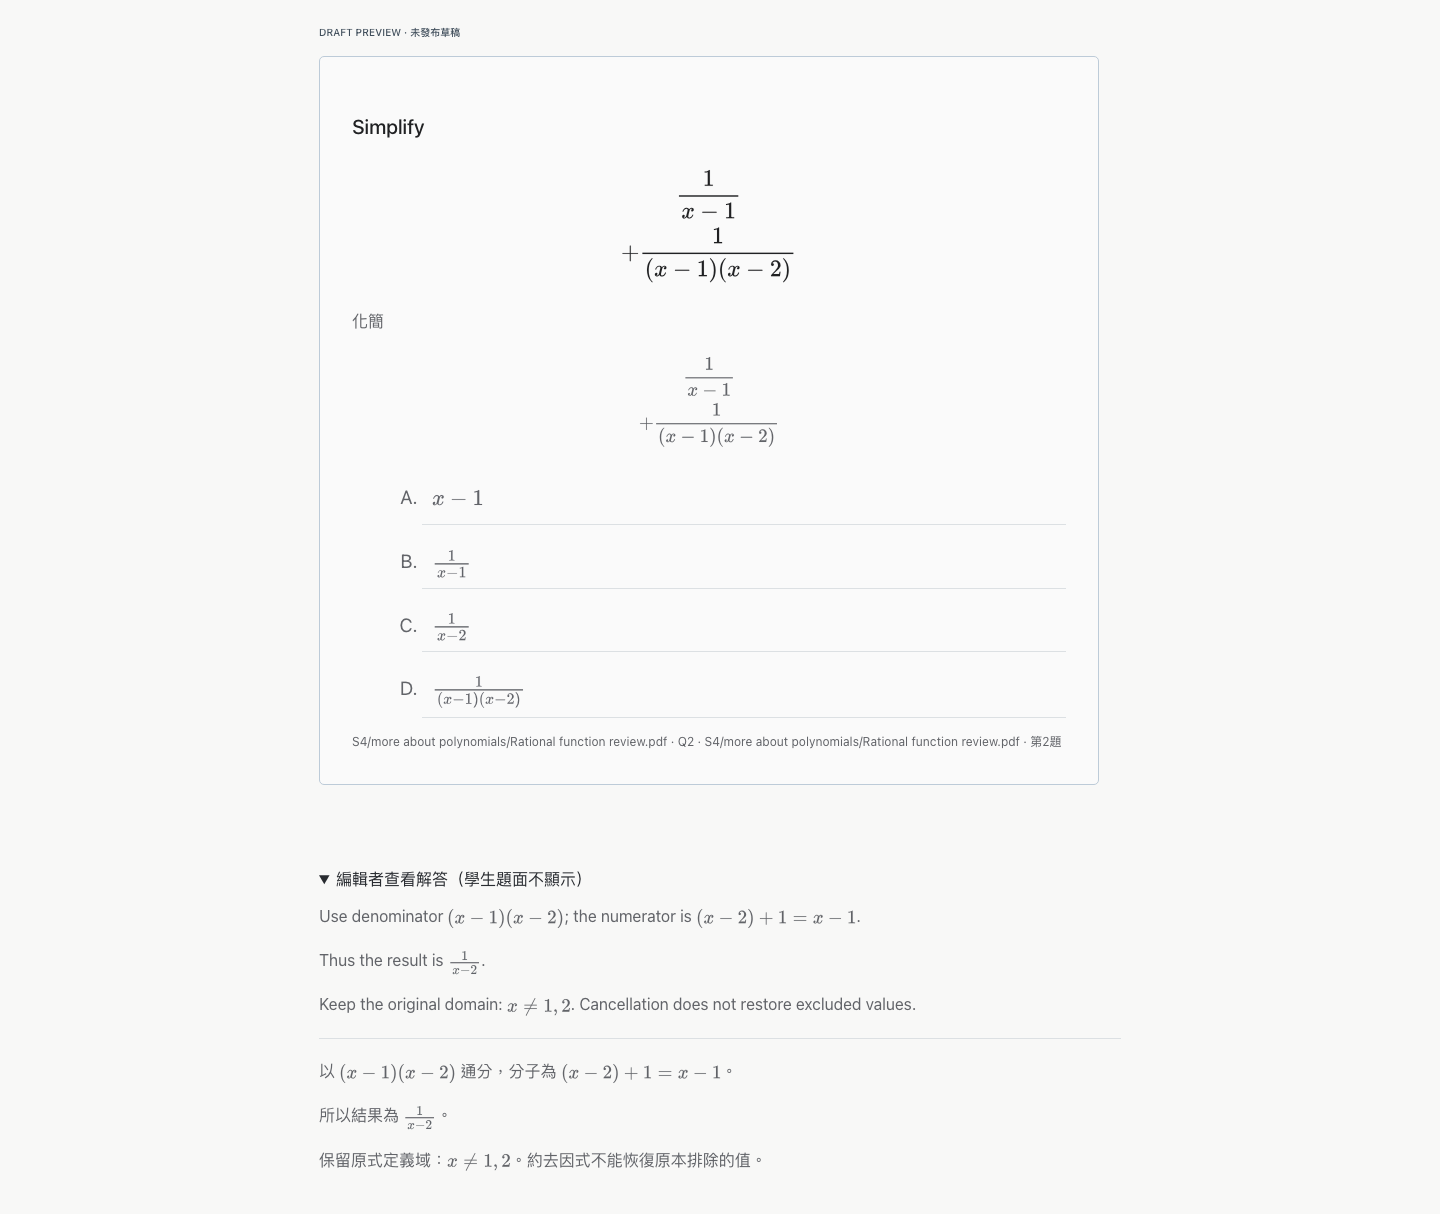 DRAFT PREVIEW · 未發布草稿
Simplify
1
x − 1
+ 1
(x − 1)(x − 2)
化簡
1
x − 1
+ 1
(x − 1)(x − 2)
A. x − 1
B. 1/(x−1)
C. 1/(x−2)
D. 1/((x−1)(x−2))
S4/more about polynomials/Rational function review.pdf · Q2 · S4/more about polynomials/Rational function review.pdf · 第2題
▼ 編輯者查看解答（學生題面不顯示）
Use denominator (x − 1)(x − 2); the numerator is (x − 2) + 1 = x − 1.
Thus the result is 1/(x−2).
Keep the original domain: x ≠ 1, 2. Cancellation does not restore excluded values.
以 (x − 1)(x − 2) 通分，分子為 (x − 2) + 1 = x − 1。
所以結果為 1/(x−2)。
保留原式定義域：x ≠ 1, 2。約去因式不能恢復原本排除的值。